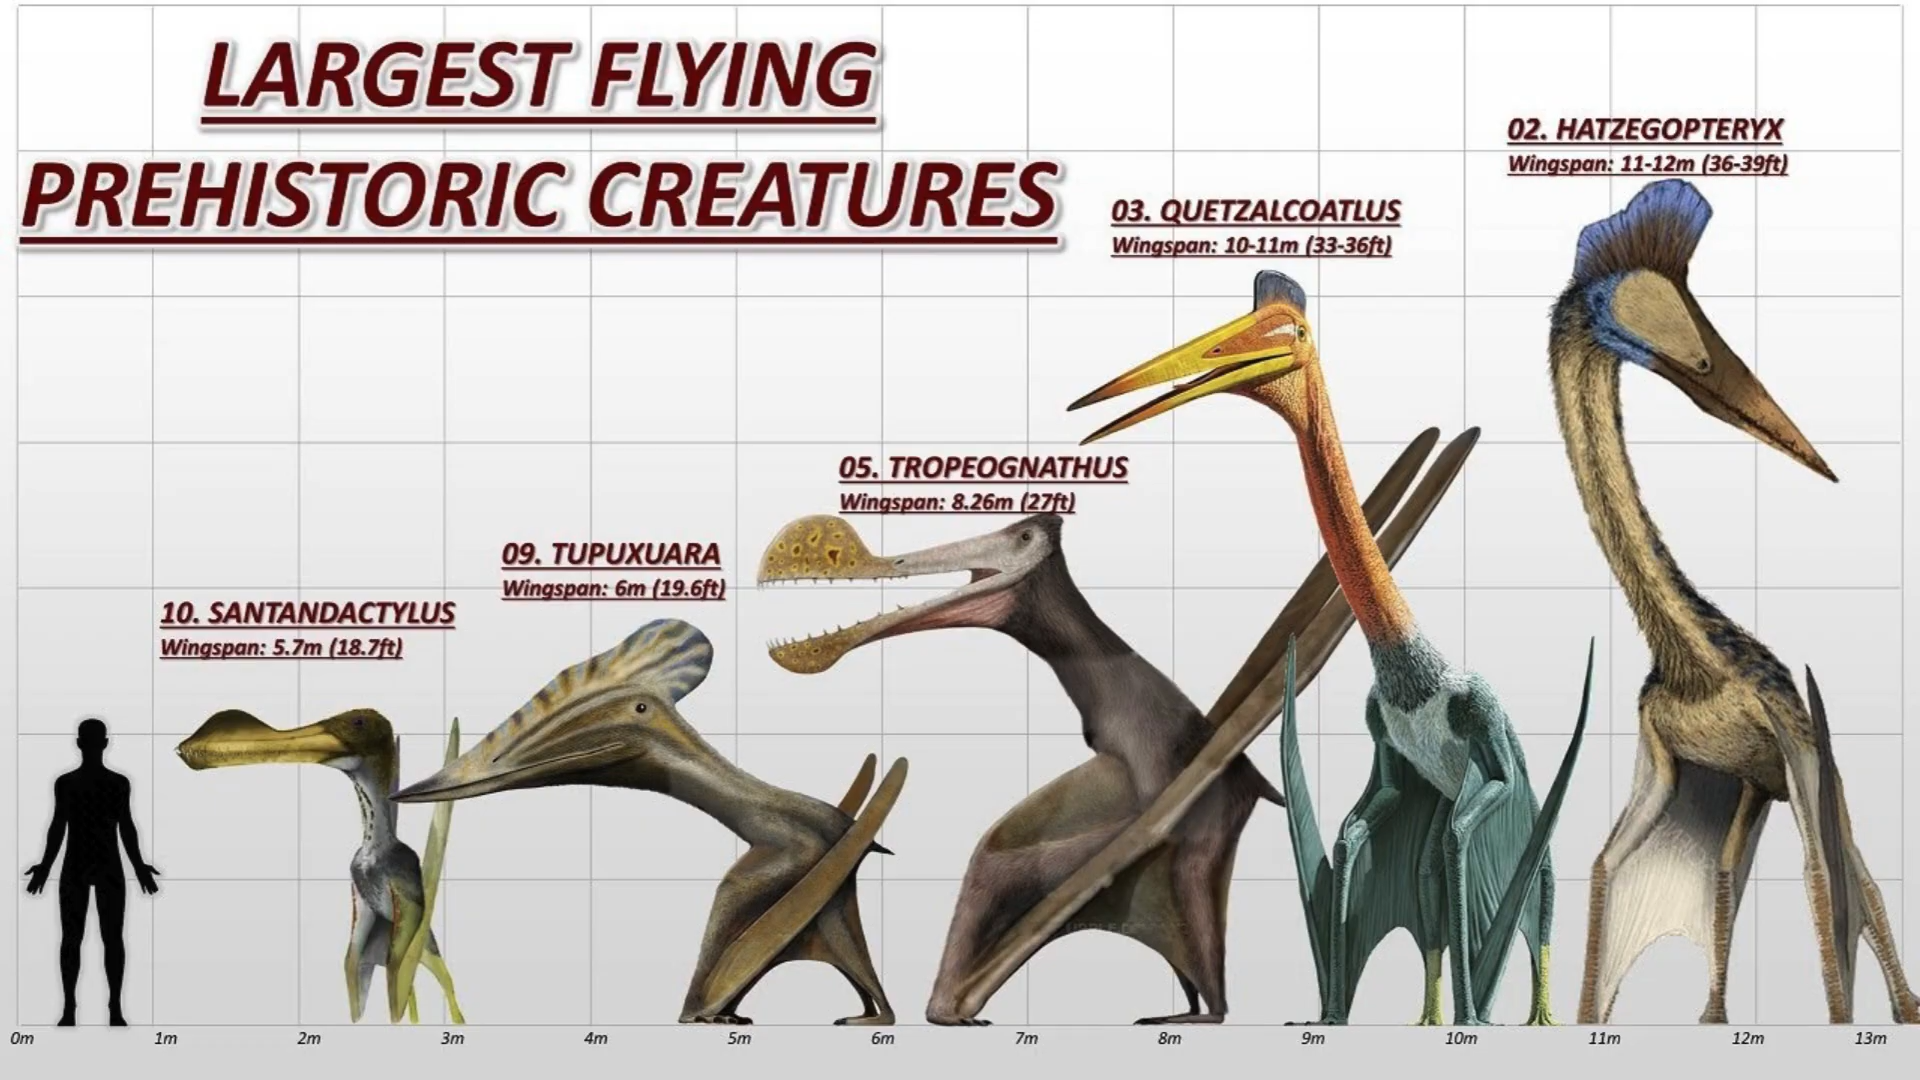 LARGEST FLYING
PREHISTORIC CREATURES
02. HATZEGOPTERYX
Wingspan: 11-12m (36-39ft)
03. QUETZALCOATLUS
Wingspan: 10-11m (33-36ft)
05. TROPEOGNATHUS
Wingspan: 8.26m (27ft)
09. TUPUXUARA
Wingspan: 6m (19.6ft)
10. SANTANDACTYLUS
Wingspan: 5.7m (18.7ft)
0m 1m 2m 3m 4m 5m 6m 7m 8m 9m 10m 11m 12m 13m